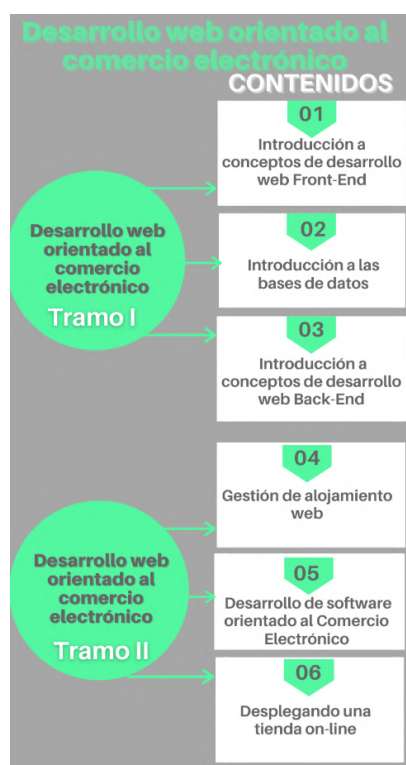 Desarrollo web orientado al
comercio electrónico
CONTENIDOS
Desarrollo web
orientado al
comercio
electrónico
Tramo I
01
Introducción a
conceptos de desarrollo
web Front-End
02
Introducción a las
bases de datos
03
Introducción a
conceptos de desarrollo
web Back-End
Desarrollo web
orientado al
comercio
electrónico
Tramo II
04
Gestión de alojamiento
web
05
Desarrollo de software
orientado al Comercio
Electrónico
06
Desplegando una
tienda on-line